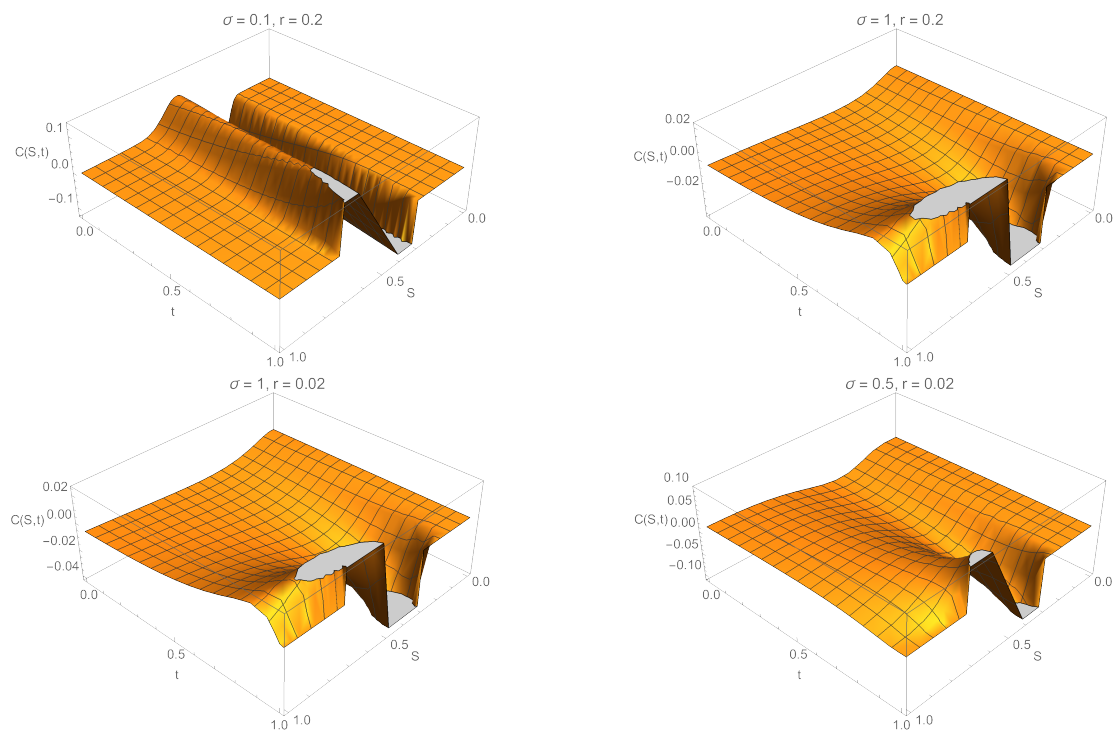 σ = 0.1, r = 0.2
0.1
C(S,t) 0.0
−0.1
0.0
0.5
t
1.0
1.0
0.5
S
0.0
σ = 1, r = 0.2
0.02
C(S,t) 0.00
−0.02
0.0
0.5
t
1.0
1.0
0.5
S
0.0
σ = 1, r = 0.02
0.02
C(S,t) 0.00
−0.02
−0.04
0.0
0.5
t
1.0
1.0
0.5
S
0.0
σ = 0.5, r = 0.02
0.10
0.05
C(S,t) 0.00
−0.05
−0.10
0.0
0.5
t
1.0
1.0
0.5
S
0.0